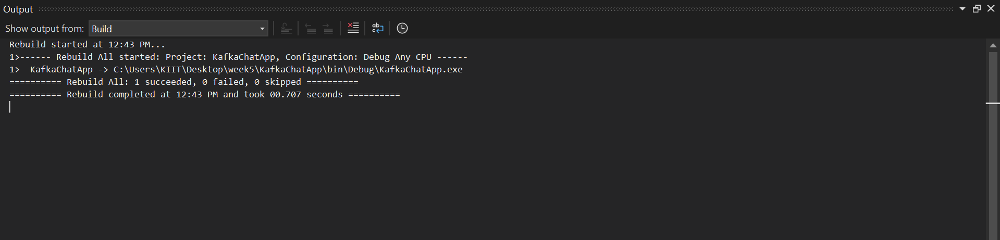 Output
Show output from: Build
Rebuild started at 12:43 PM...
1>------ Rebuild All started: Project: KafkaChatApp, Configuration: Debug Any CPU ------
1>  KafkaChatApp -> C:\Users\KIIT\Desktop\week5\KafkaChatApp\bin\Debug\KafkaChatApp.exe
========== Rebuild All: 1 succeeded, 0 failed, 0 skipped ==========
========== Rebuild completed at 12:43 PM and took 00.707 seconds ==========